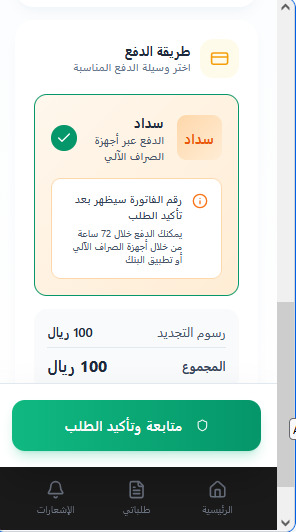 طريقة الدفع
اختر وسيلة الدفع المناسبة
سداد
سداد
الدفع عبر أجهزة
الصراف الآلي
رقم الفاتورة سيظهر بعد
تأكيد الطلب
يمكنك الدفع خلال 72 ساعة
من خلال أجهزة الصراف الآلي
أو تطبيق البنك
رسوم التجديد 100 ريال
المجموع 100 ريال
متابعة وتأكيد الطلب
الرئيسية طلباتي الإشعارات